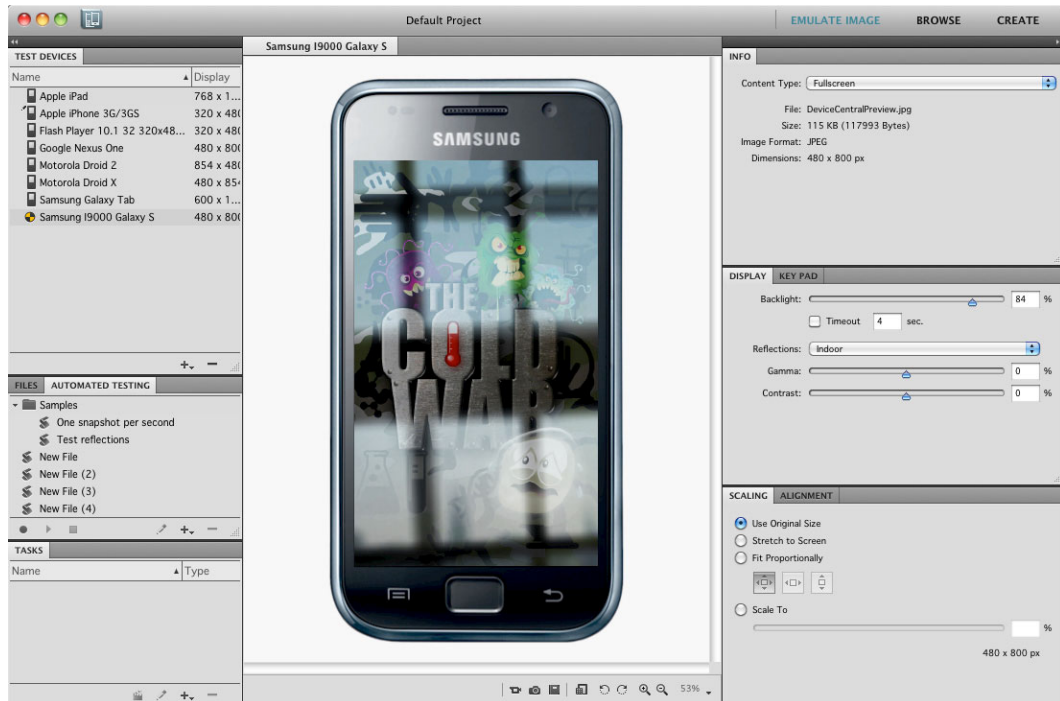 Default Project
EMULATE IMAGE BROWSE CREATE
TEST DEVICES
Name Display
Apple iPad 768 x 1...
Apple iPhone 3G/3GS 320 x 480
Flash Player 10.1 32 320x48... 320 x 480
Google Nexus One 480 x 800
Motorola Droid 2 854 x 480
Motorola Droid X 480 x 854
Samsung Galaxy Tab 600 x 1...
Samsung I9000 Galaxy S 480 x 800
FILES AUTOMATED TESTING
Samples
One snapshot per second
Test reflections
New File
New File (2)
New File (3)
New File (4)
TASKS
Name Type
Samsung I9000 Galaxy S
SAMSUNG
THE
COLD
WAR
53%
INFO
Content Type: Fullscreen
File: DeviceCentralPreview.jpg
Size: 115 KB (117993 Bytes)
Image Format: JPEG
Dimensions: 480 x 800 px
DISPLAY KEY PAD
Backlight: 84 %
Timeout 4 sec.
Reflections: Indoor
Gamma: 0 %
Contrast: 0 %
SCALING ALIGNMENT
Use Original Size
Stretch to Screen
Fit Proportionally
Scale To
%
480 x 800 px